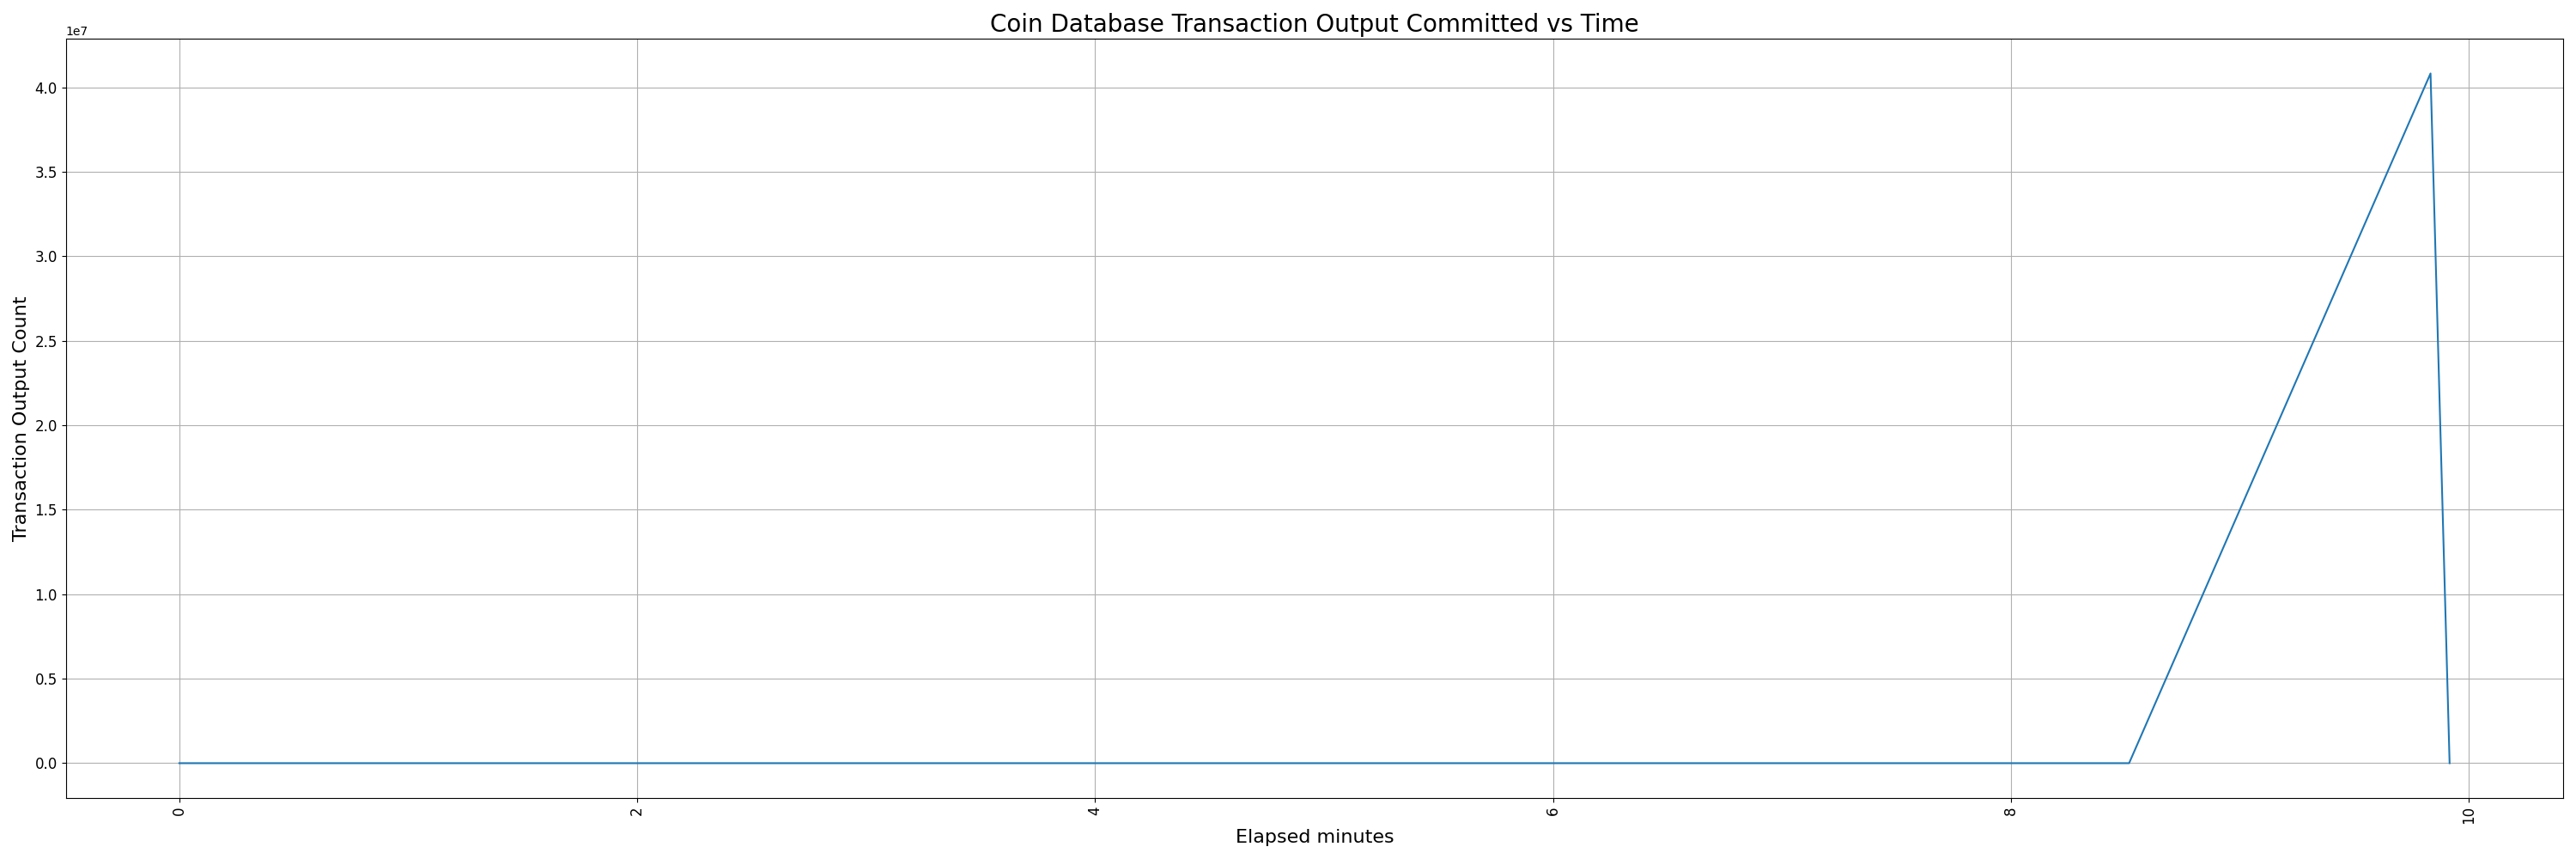 Coin Database Transaction Output Committed vs Time
1e7
4.0
3.5
3.0
2.5
2.0
1.5
1.0
0.5
0.0
Transaction Output Count
0 2 4 6 8 10
Elapsed minutes